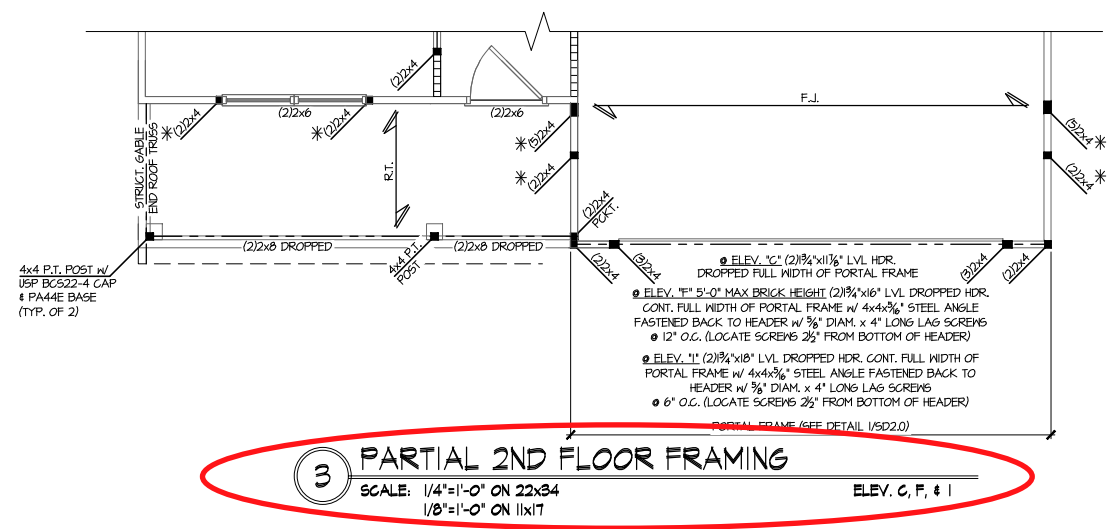 (2)2x4
(2)2x6
(2)2x6
F.J.
*(2)2x4
*(2)2x4
*(5)2x4
(5)2x4*
STRUCT. GABLE
END ROOF TRUSS
R.T.
*(2)2x4
(2)2x4*
(2)2x4
PCKT.
(2)2x8 DROPPED
(2)2x8 DROPPED
4x4 P.T.
POST
(2)2x4
(3)2x4
(3)2x4
(2)2x4
4x4 P.T. POST W/
USP BCS22-4 CAP
& PA44E BASE
(TYP. OF 2)
@ ELEV. "C" (2)1¾"x11⅞" LVL HDR.
DROPPED FULL WIDTH OF PORTAL FRAME
@ ELEV. "F" 5'-0" MAX BRICK HEIGHT (2)1¾"x16" LVL DROPPED HDR.
CONT. FULL WIDTH OF PORTAL FRAME W/ 4x4x5/16" STEEL ANGLE
FASTENED BACK TO HEADER W/ ⅝" DIAM. x 4" LONG LAG SCREWS
@ 12" O.C. (LOCATE SCREWS 2½" FROM BOTTOM OF HEADER)
@ ELEV. "I" (2)1¾"x18" LVL DROPPED HDR. CONT. FULL WIDTH OF
PORTAL FRAME W/ 4x4x5/16" STEEL ANGLE FASTENED BACK TO
HEADER W/ ⅝" DIAM. x 4" LONG LAG SCREWS
@ 6" O.C. (LOCATE SCREWS 2½" FROM BOTTOM OF HEADER)
PORTAL FRAME (SEE DETAIL 1/SD2.0)
3 PARTIAL 2ND FLOOR FRAMING
SCALE: 1/4"=1'-0" ON 22x34 ELEV. C, F, & I
1/8"=1'-0" ON 11x17